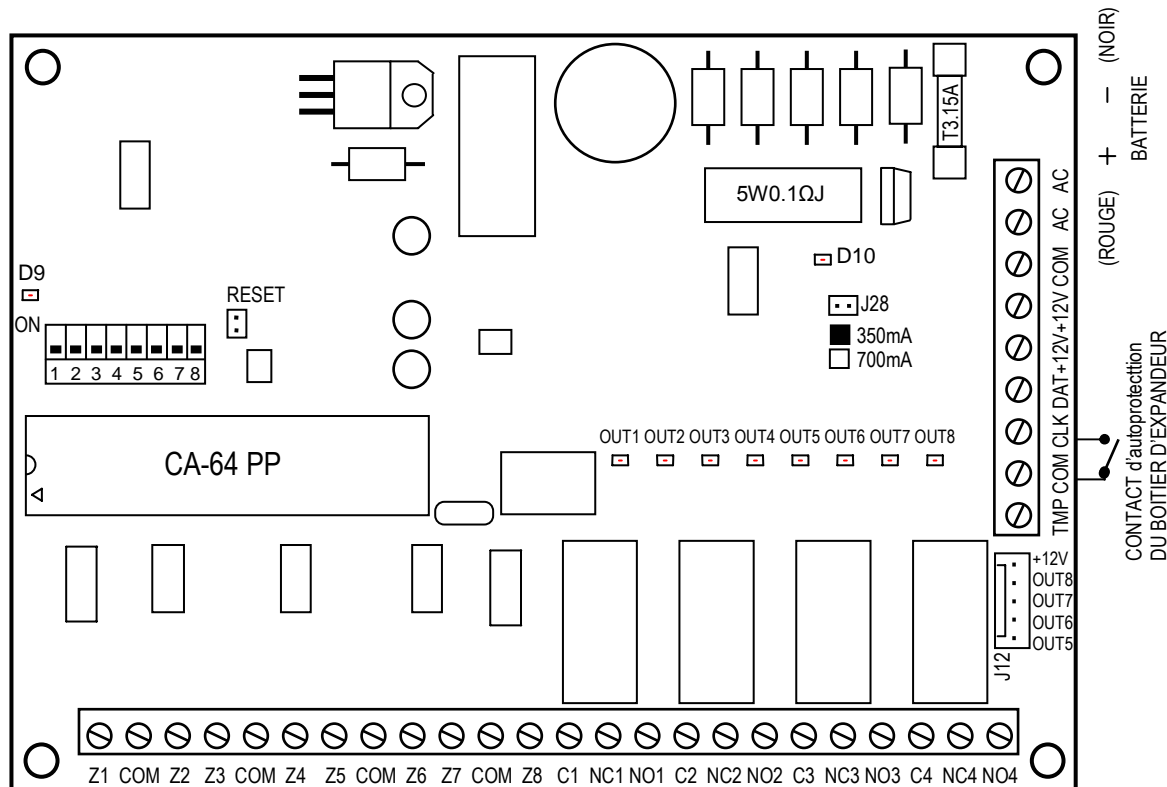 T3.15A
(NOIR)
−
+
BATTERIE
(ROUGE)
5W0.1ΩJ
D10
D9
RESET
ON
1 2 3 4 5 6 7 8
J28
350mA
700mA
CA-64 PP
OUT1 OUT2 OUT3 OUT4 OUT5 OUT6 OUT7 OUT8
TMP COM CLK DAT+12V+12V COM AC AC
CONTACT d'autoprotecttion
DU BOITIER D'EXPANDEUR
+12V
OUT8
OUT7
OUT6
OUT5
J12
Z1 COM Z2 Z3 COM Z4 Z5 COM Z6 Z7 COM Z8 C1 NC1 NO1 C2 NC2 NO2 C3 NC3 NO3 C4 NC4 NO4